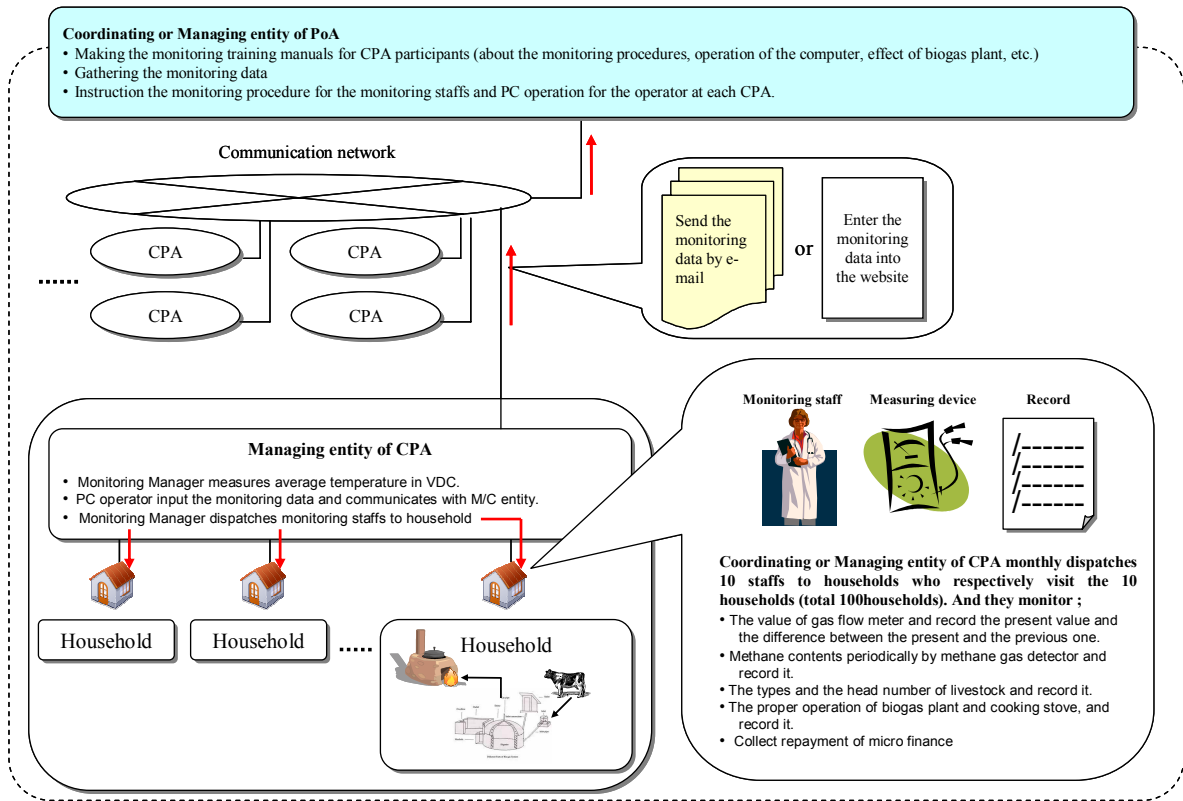 Coordinating or Managing entity of PoA
• Making the monitoring training manuals for CPA participants (about the monitoring procedures, operation of the computer, effect of biogas plant, etc.)
• Gathering the monitoring data
• Instruction the monitoring procedure for the monitoring staffs and PC operation for the operator at each CPA.
Communication network
CPA
CPA
......
CPA
CPA
Send the
monitoring
data by e-
mail
or
Enter the
monitoring
data into
the website
Managing entity of CPA
• Monitoring Manager measures average temperature in VDC.
• PC operator input the monitoring data and communicates with M/C entity.
• Monitoring Manager dispatches monitoring staffs to household
Household
Household
.....
Household
Monitoring staff
Measuring device
Record
/------
/------
/------
/------
Coordinating or Managing entity of CPA monthly dispatches
10 staffs to households who respectively visit the 10
households (total 100households). And they monitor ;
• The value of gas flow meter and record the present value and
the difference between the present and the previous one.
• Methane contents periodically by methane gas detector and
record it.
• The types and the head number of livestock and record it.
• The proper operation of biogas plant and cooking stove, and
record it.
• Collect repayment of micro finance